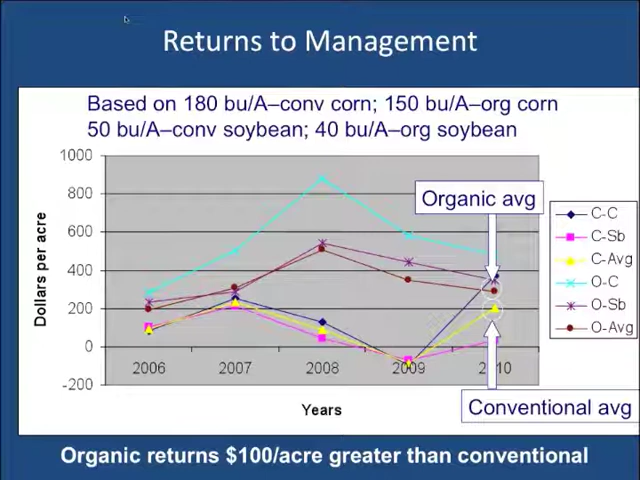 Returns to Management
Based on 180 bu/A–conv corn; 150 bu/A–org corn
50 bu/A–conv soybean; 40 bu/A–org soybean
1000
800
600
400
200
0
-200
Dollars per acre
2006
2007
2008
2009
2010
Years
Organic avg
Conventional avg
C-C
C-Sb
C-Avg
O-C
O-Sb
O-Avg
Organic returns $100/acre greater than conventional